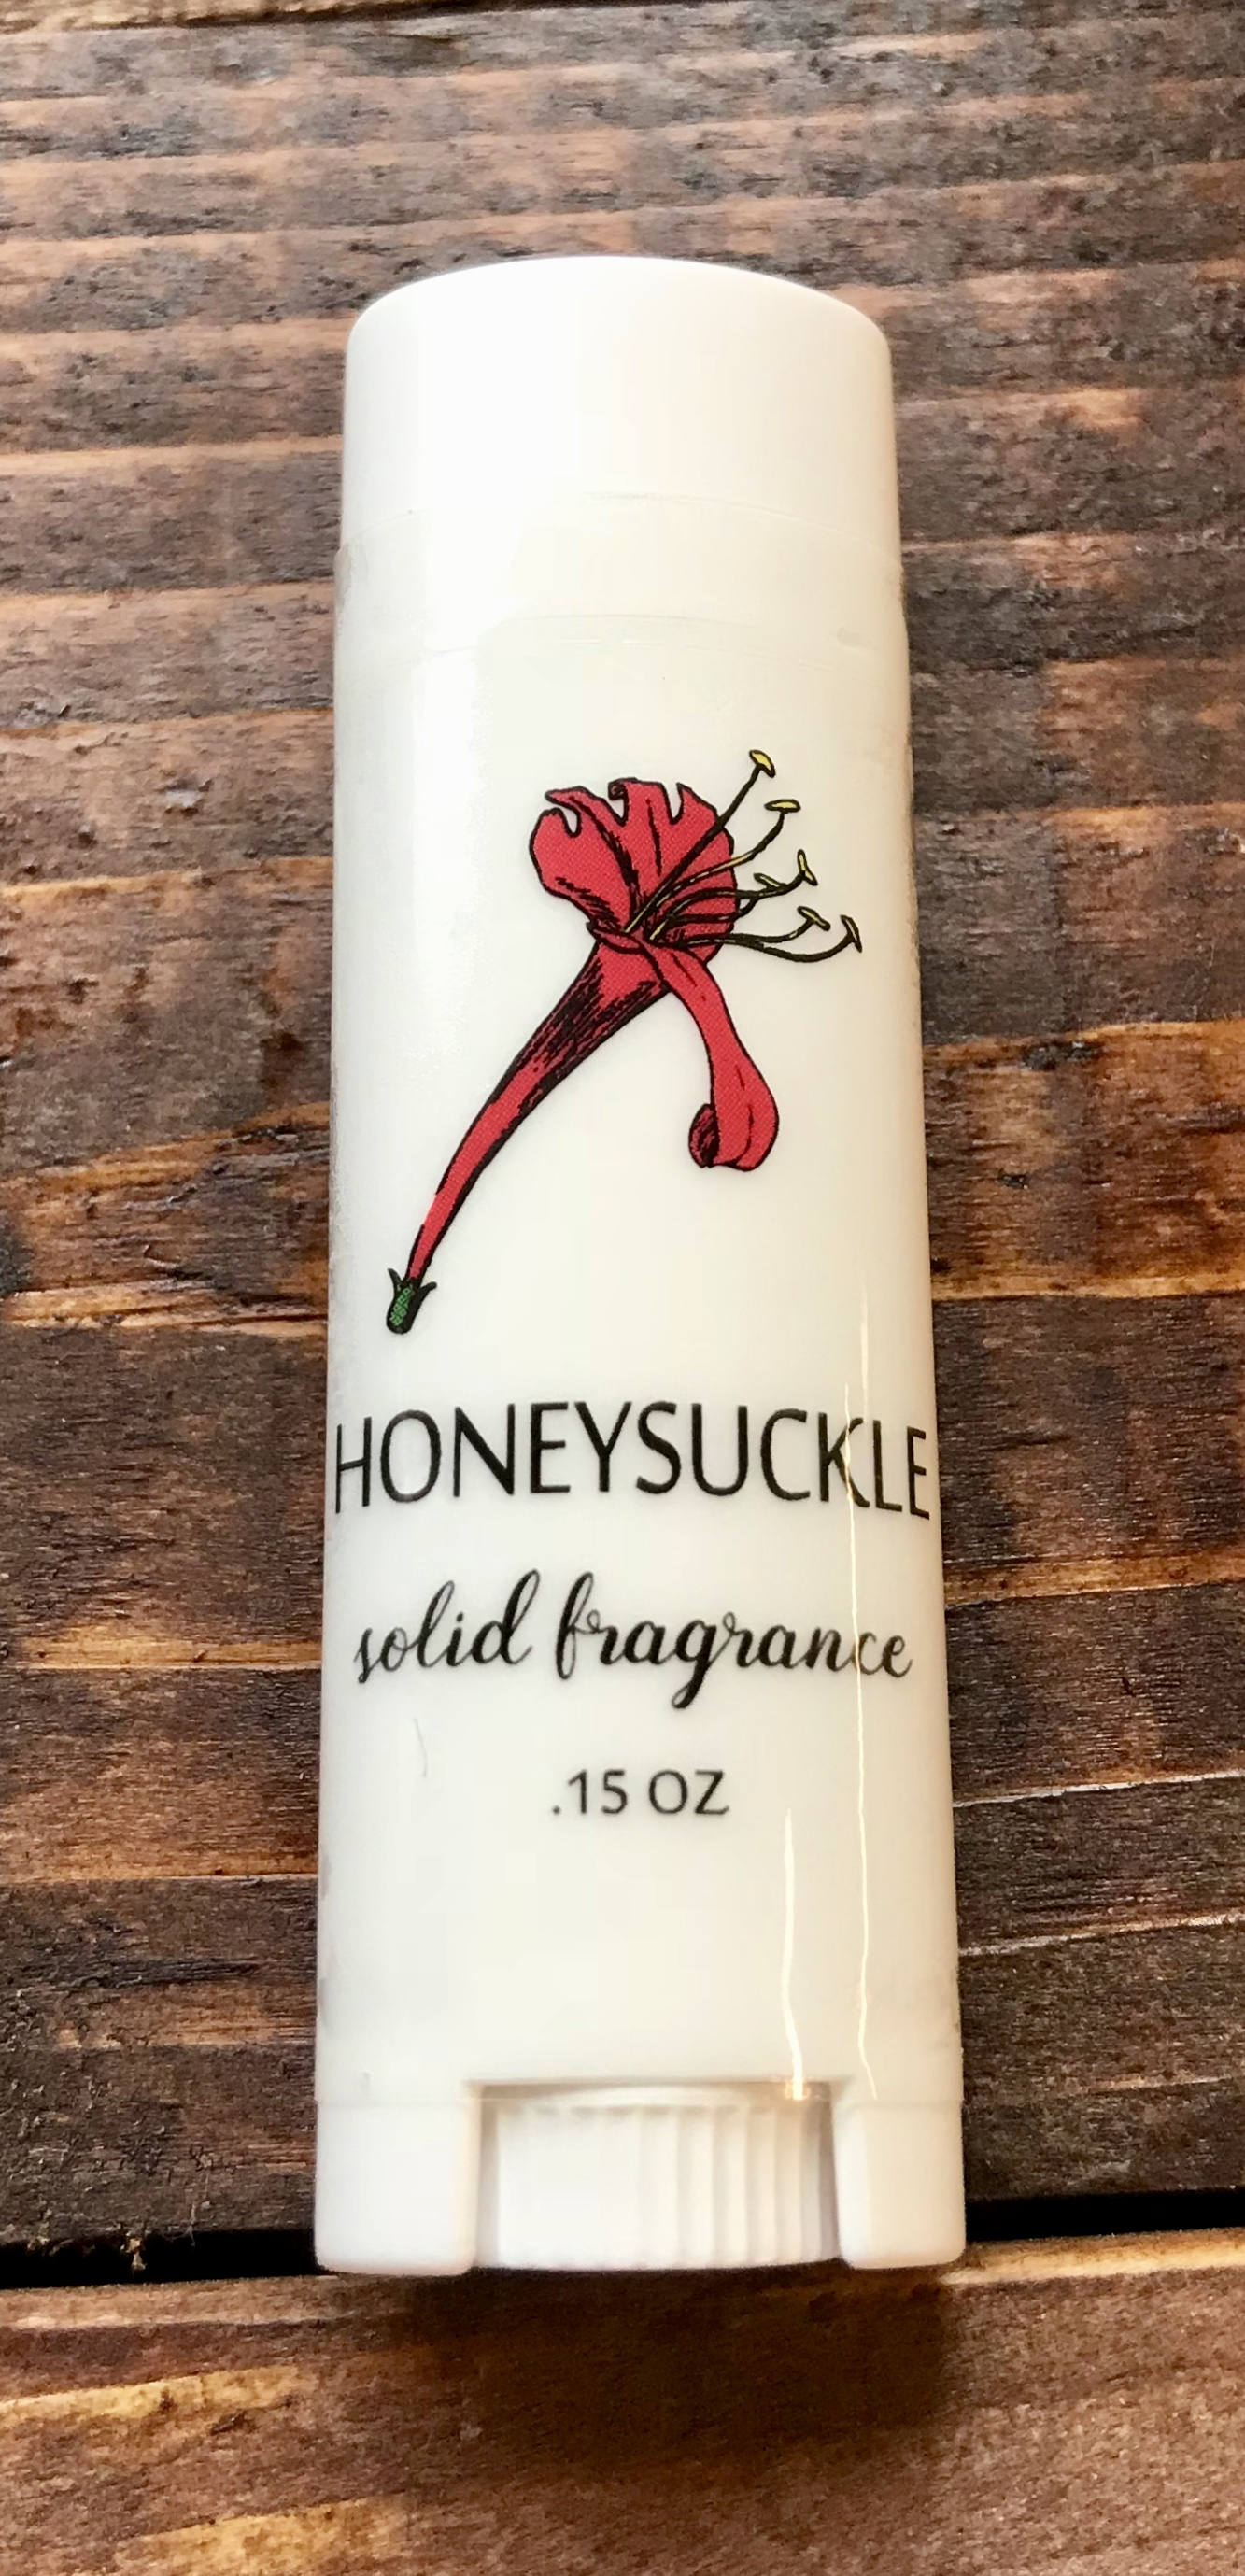 HONEYSUCKLE
solid fragrance
.15 OZ